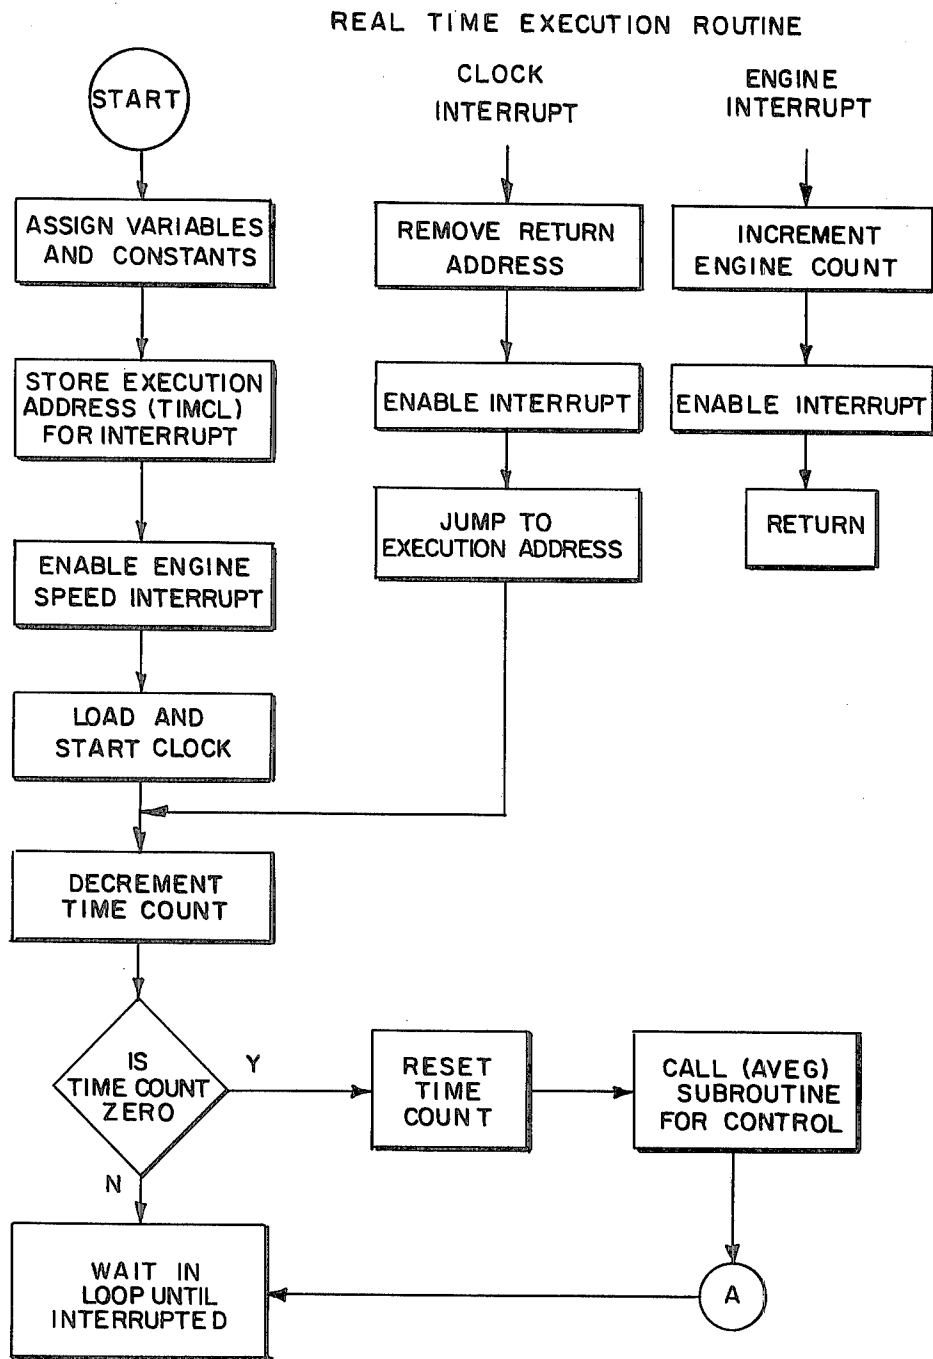 REAL TIME EXECUTION ROUTINE
START
ASSIGN VARIABLES
AND CONSTANTS
STORE EXECUTION
ADDRESS (TIMCL)
FOR INTERRUPT
ENABLE ENGINE
SPEED INTERRUPT
LOAD AND
START CLOCK
DECREMENT
TIME COUNT
IS
TIME COUNT
ZERO
Y
N
RESET
TIME
COUNT
CALL (AVEG)
SUBROUTINE
FOR CONTROL
A
WAIT IN
LOOP UNTIL
INTERRUPTED
CLOCK
INTERRUPT
REMOVE RETURN
ADDRESS
ENABLE INTERRUPT
JUMP TO
EXECUTION ADDRESS
ENGINE
INTERRUPT
INCREMENT
ENGINE COUNT
ENABLE INTERRUPT
RETURN